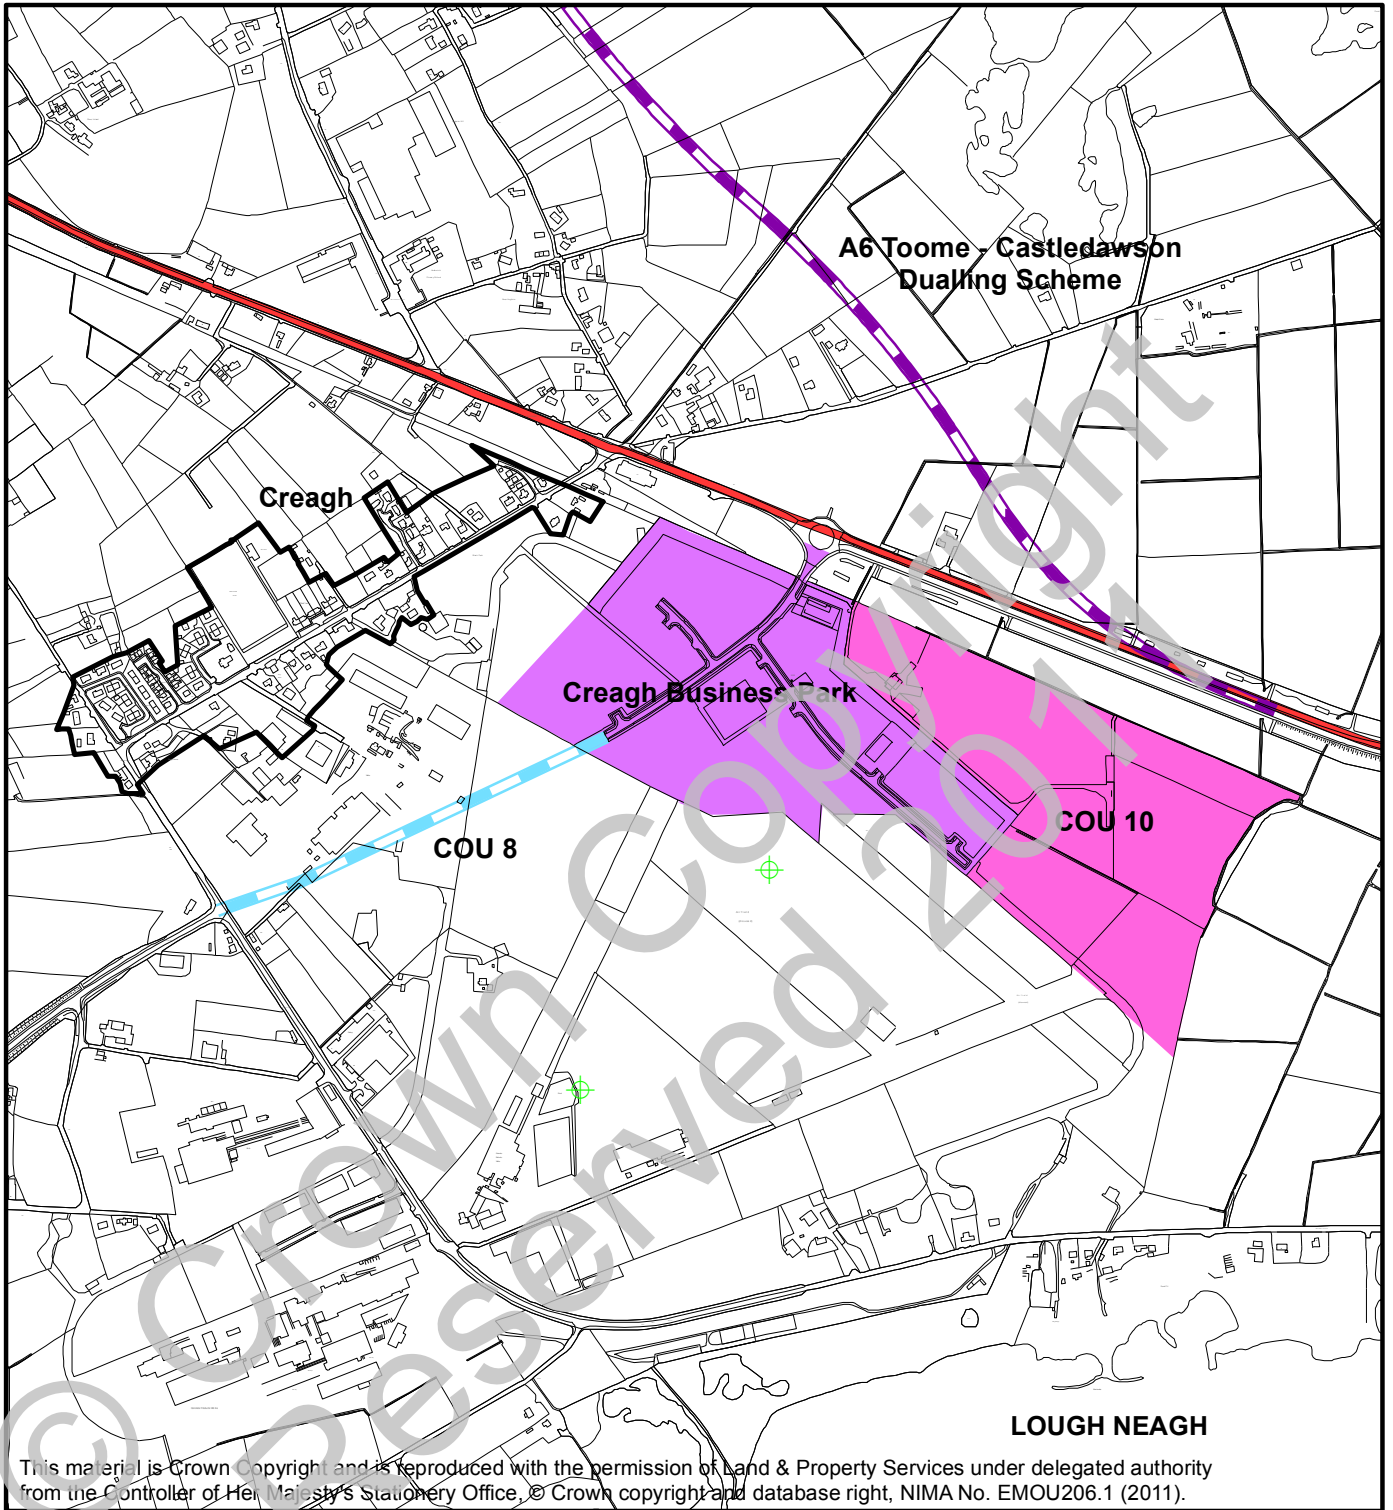 A6 Toome - Castledawson
Dualling Scheme
Creagh
Creagh Business Park
COU 8
COU 10
© Crown Copyright
Reserved 2011
LOUGH NEAGH
This material is Crown Copyright and is reproduced with the permission of Land & Property Services under delegated authority
from the Controller of Her Majesty's Stationery Office, © Crown copyright and database right, NIMA No. EMOU206.1 (2011).